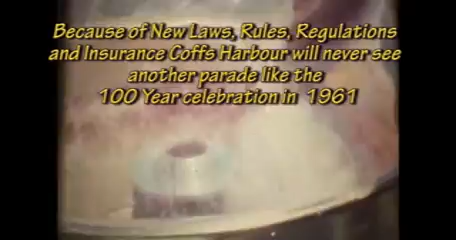 Because of New Laws, Rules, Regulations
and Insurance Coffs Harbour will never see
another parade like the
100 Year celebration in 1961